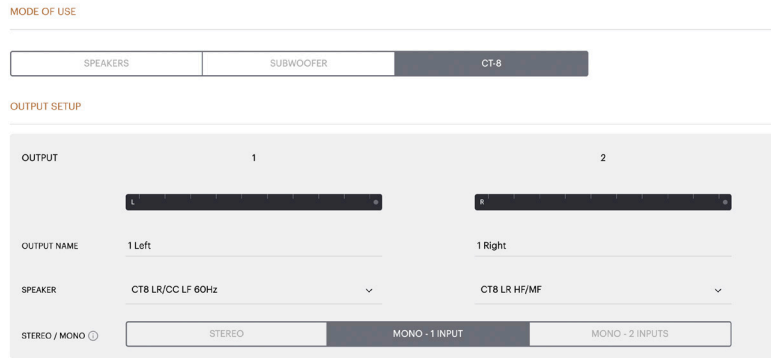 MODE OF USE
SPEAKERS SUBWOOFER CT-8
OUTPUT SETUP
OUTPUT 1 2
L R
OUTPUT NAME 1 Left 1 Right
SPEAKER CT8 LR/CC LF 60Hz CT8 LR HF/MF
STEREO / MONO STEREO MONO - 1 INPUT MONO - 2 INPUTS